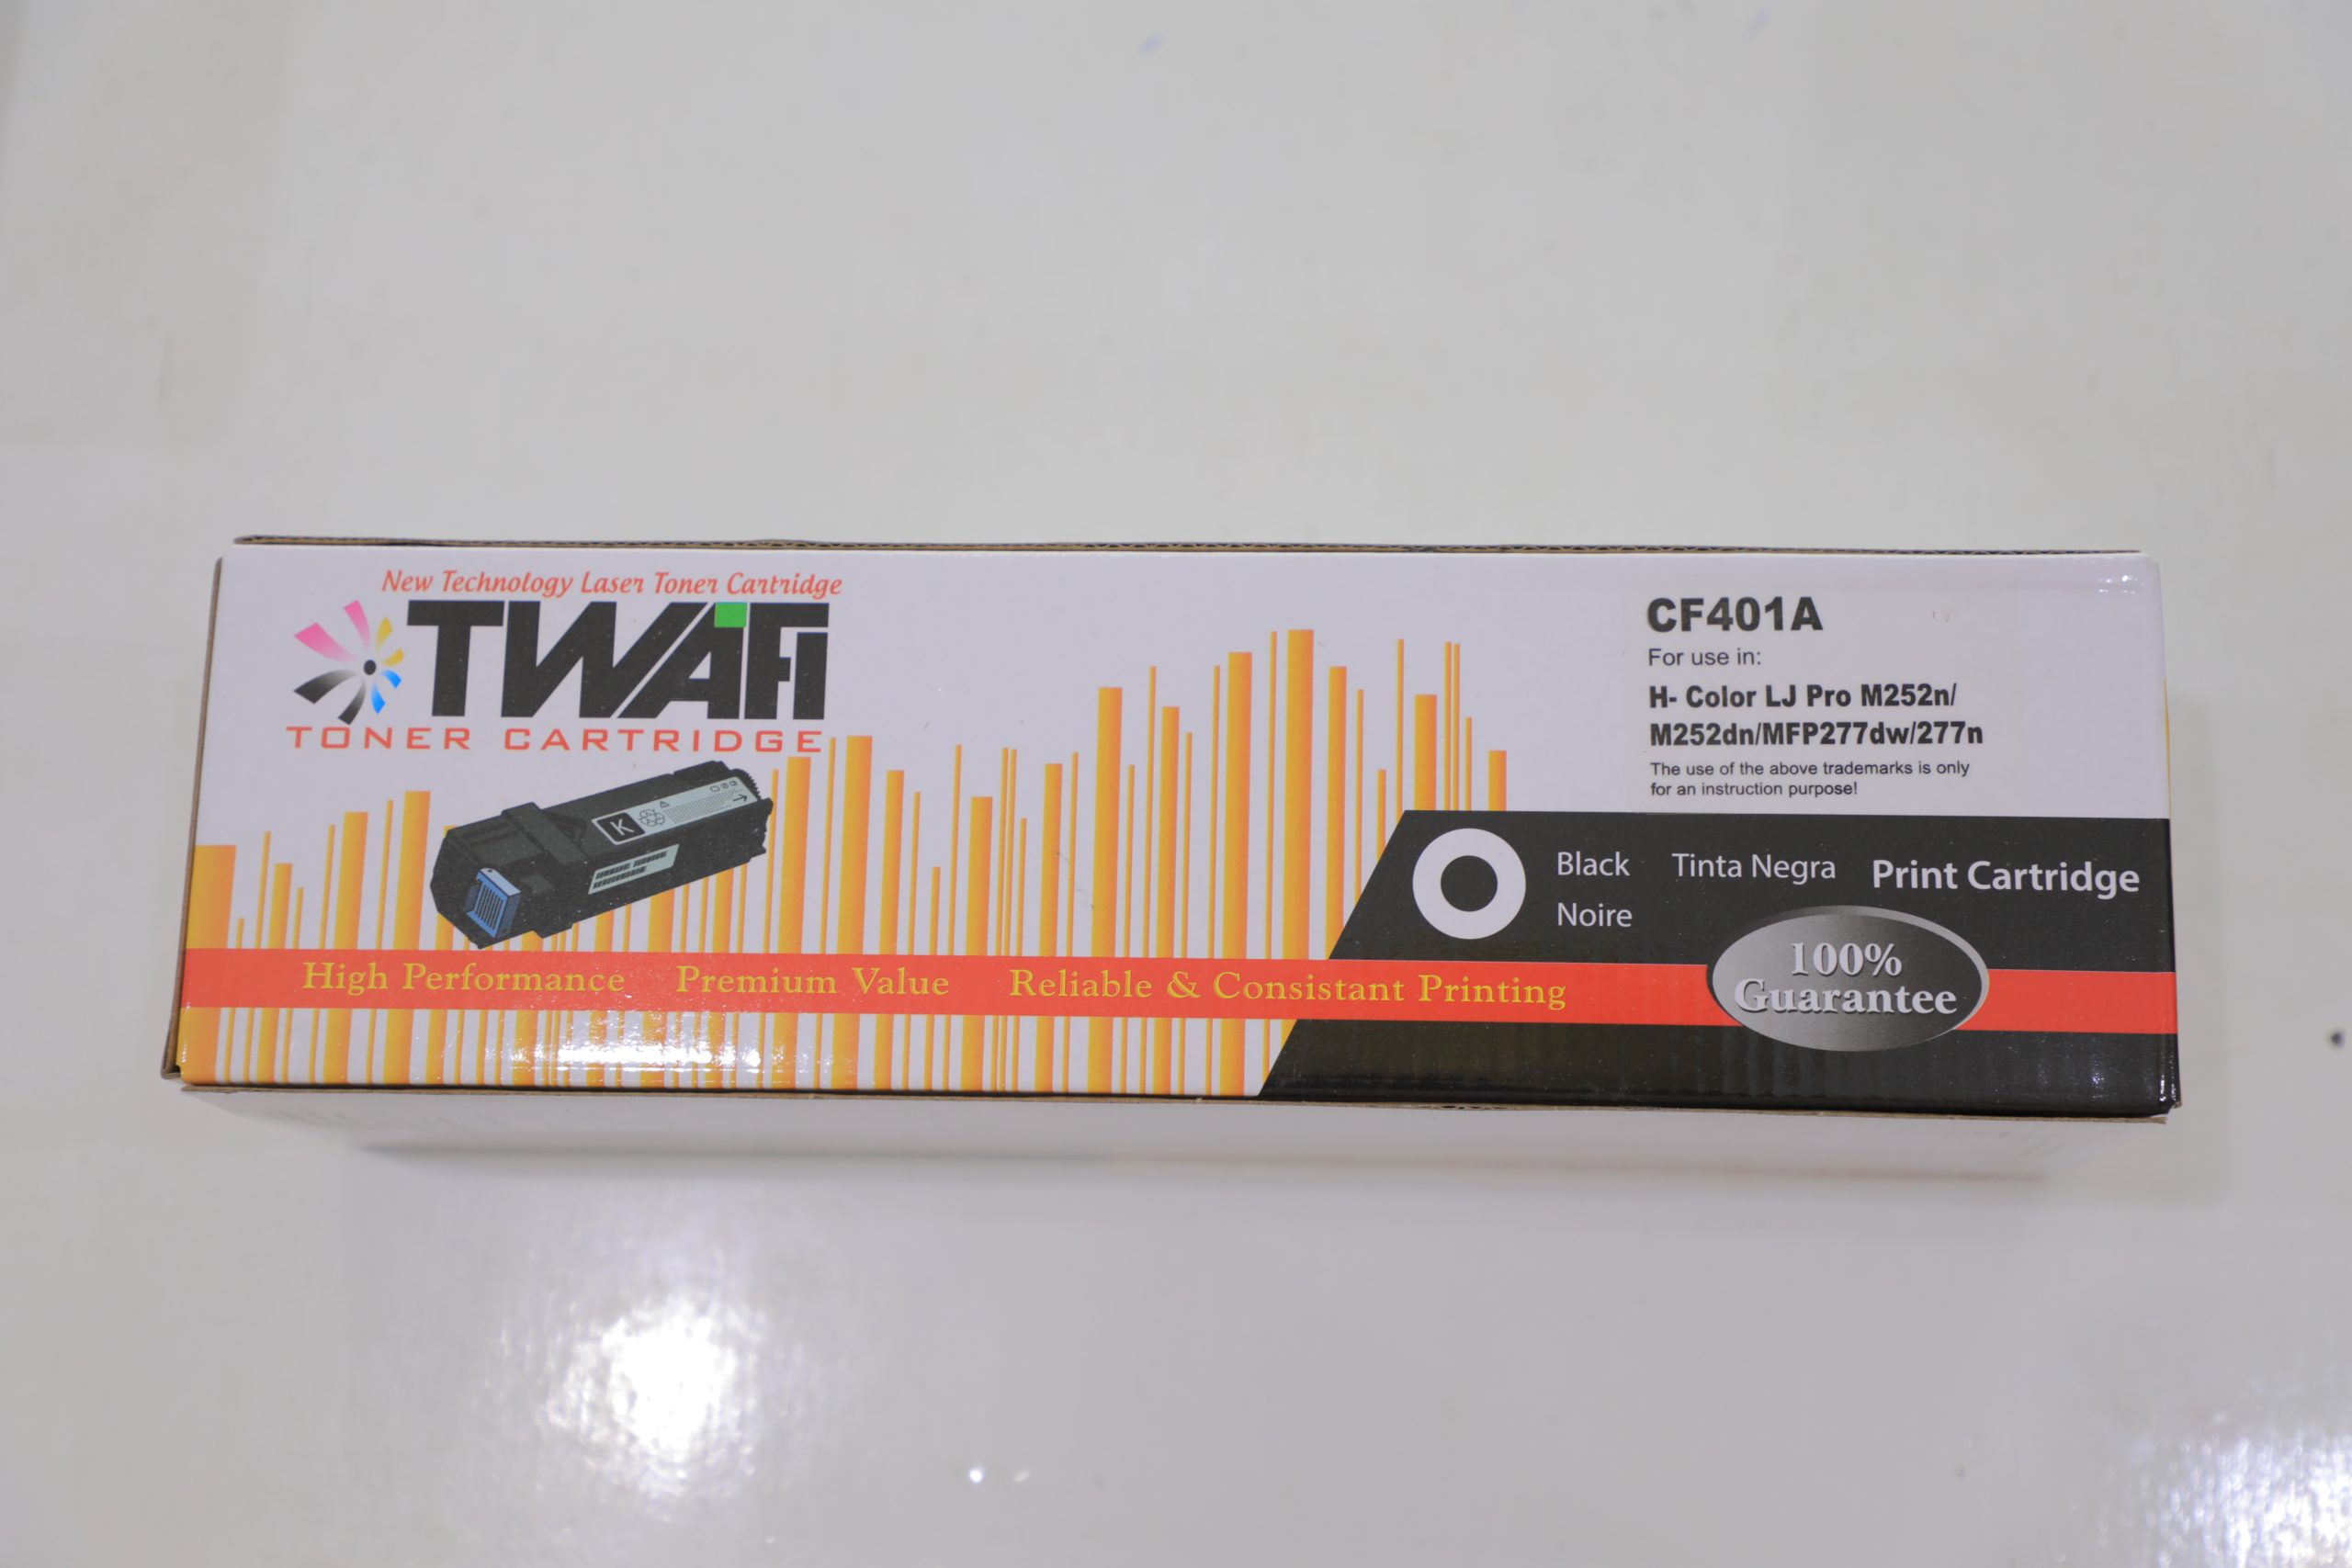 New Technology Laser Toner Cartridge
TWAFi
TONER CARTRIDGE
K
High Performance Premium Value Reliable & Consistant Printing
CF401A
For use in:
H- Color LJ Pro M252n/
M252dn/MFP277dw/277n
The use of the above trademarks is only
for an instruction purpose!
Black Tinta Negra Print Cartridge
Noire
100%
Guarantee